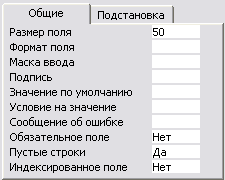 Общие Подстановка
Размер поля 50
Формат поля
Маска ввода
Подпись
Значение по умолчанию
Условие на значение
Сообщение об ошибке
Обязательное поле Нет
Пустые строки Да
Индексированное поле Нет